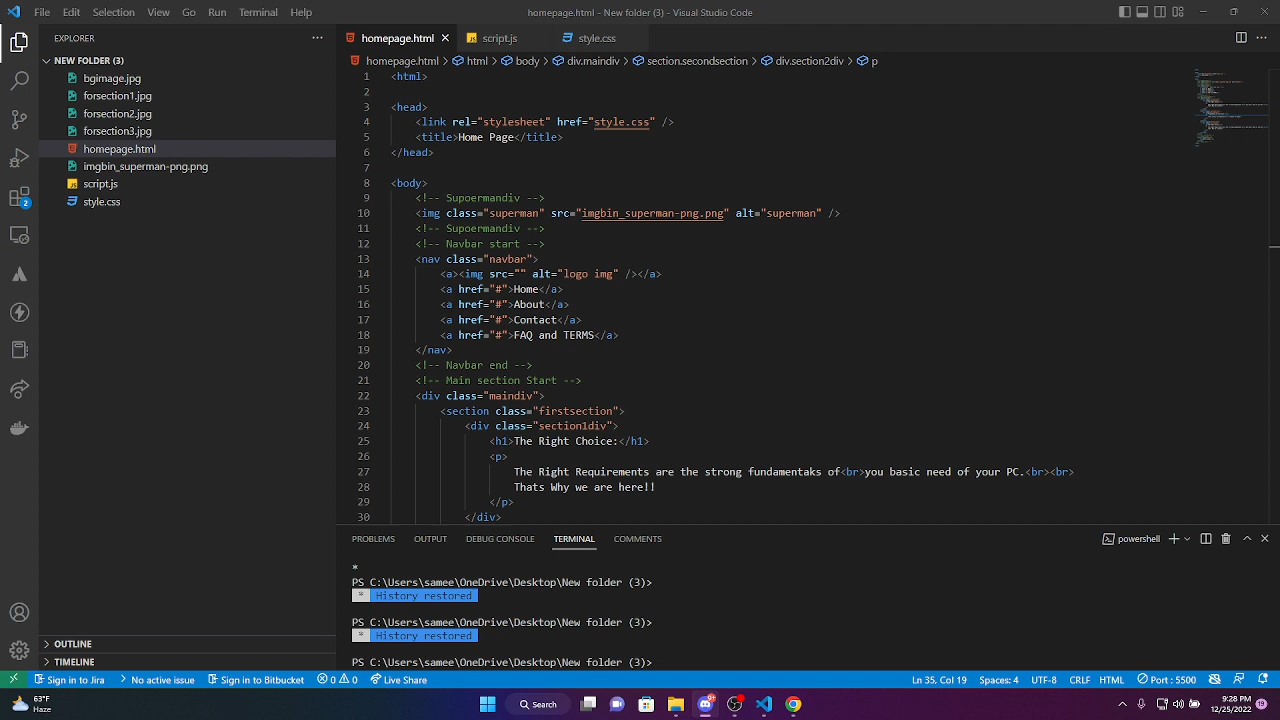 File Edit Selection View Go Run Terminal Help
homepage.html - New folder (3) - Visual Studio Code
EXPLORER
NEW FOLDER (3)
bgimage.jpg
forsection1.jpg
forsection2.jpg
forsection3.jpg
homepage.html
imgbin_superman-png.png
JS script.js
style.css
OUTLINE
TIMELINE
2
homepage.html JS script.js style.css
homepage.html > html > body > div.maindiv > section.secondsection > div.section2div > p
1 <html>
2
3 <head>
4 <link rel="stylesheet" href="style.css" />
5 <title>Home Page</title>
6 </head>
7
8 <body>
9 <!-- Supoermandiv -->
10 <img class="superman" src="imgbin_superman-png.png" alt="superman" />
11 <!-- Supoermandiv -->
12 <!-- Navbar start -->
13 <nav class="navbar">
14 <a><img src="" alt="logo img" /></a>
15 <a href="#">Home</a>
16 <a href="#">About</a>
17 <a href="#">Contact</a>
18 <a href="#">FAQ and TERMS</a>
19 </nav>
20 <!-- Navbar end -->
21 <!-- Main section Start -->
22 <div class="maindiv">
23 <section class="firstsection">
24 <div class="section1div">
25 <h1>The Right Choice:</h1>
26 <p>
27 The Right Requirements are the strong fundamentaks of<br>you basic need of your PC.<br><br>
28 Thats Why we are here!!
29 </p>
30 </div>
PROBLEMS OUTPUT DEBUG CONSOLE TERMINAL COMMENTS
powershell
*
PS C:\Users\samee\OneDrive\Desktop\New folder (3)>
* History restored
PS C:\Users\samee\OneDrive\Desktop\New folder (3)>
* History restored
PS C:\Users\samee\OneDrive\Desktop\New folder (3)>
Sign in to Jira No active issue Sign in to Bitbucket 0 0 Live Share
Ln 35, Col 19 Spaces: 4 UTF-8 CRLF HTML Port : 5500
63°F
Haze
Search
9:28 PM
12/25/2022